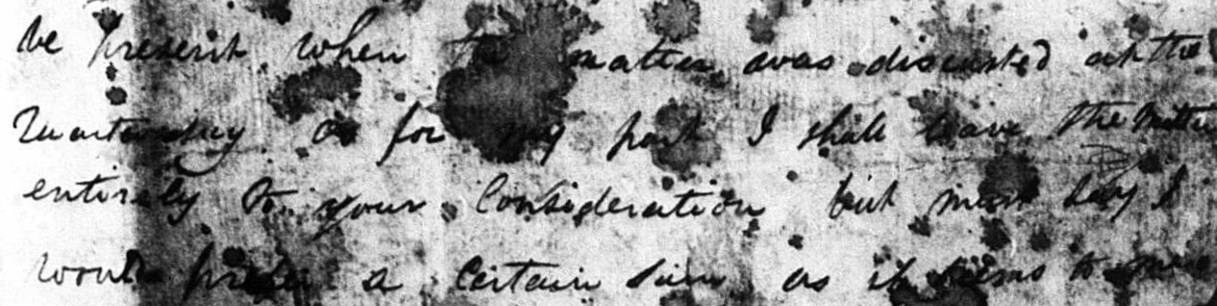 be present when the matter was discussed at the
as for my part I shall leave the matter
entirely to your Consideration but must say I
would prefer a Certain sum as it seems to me